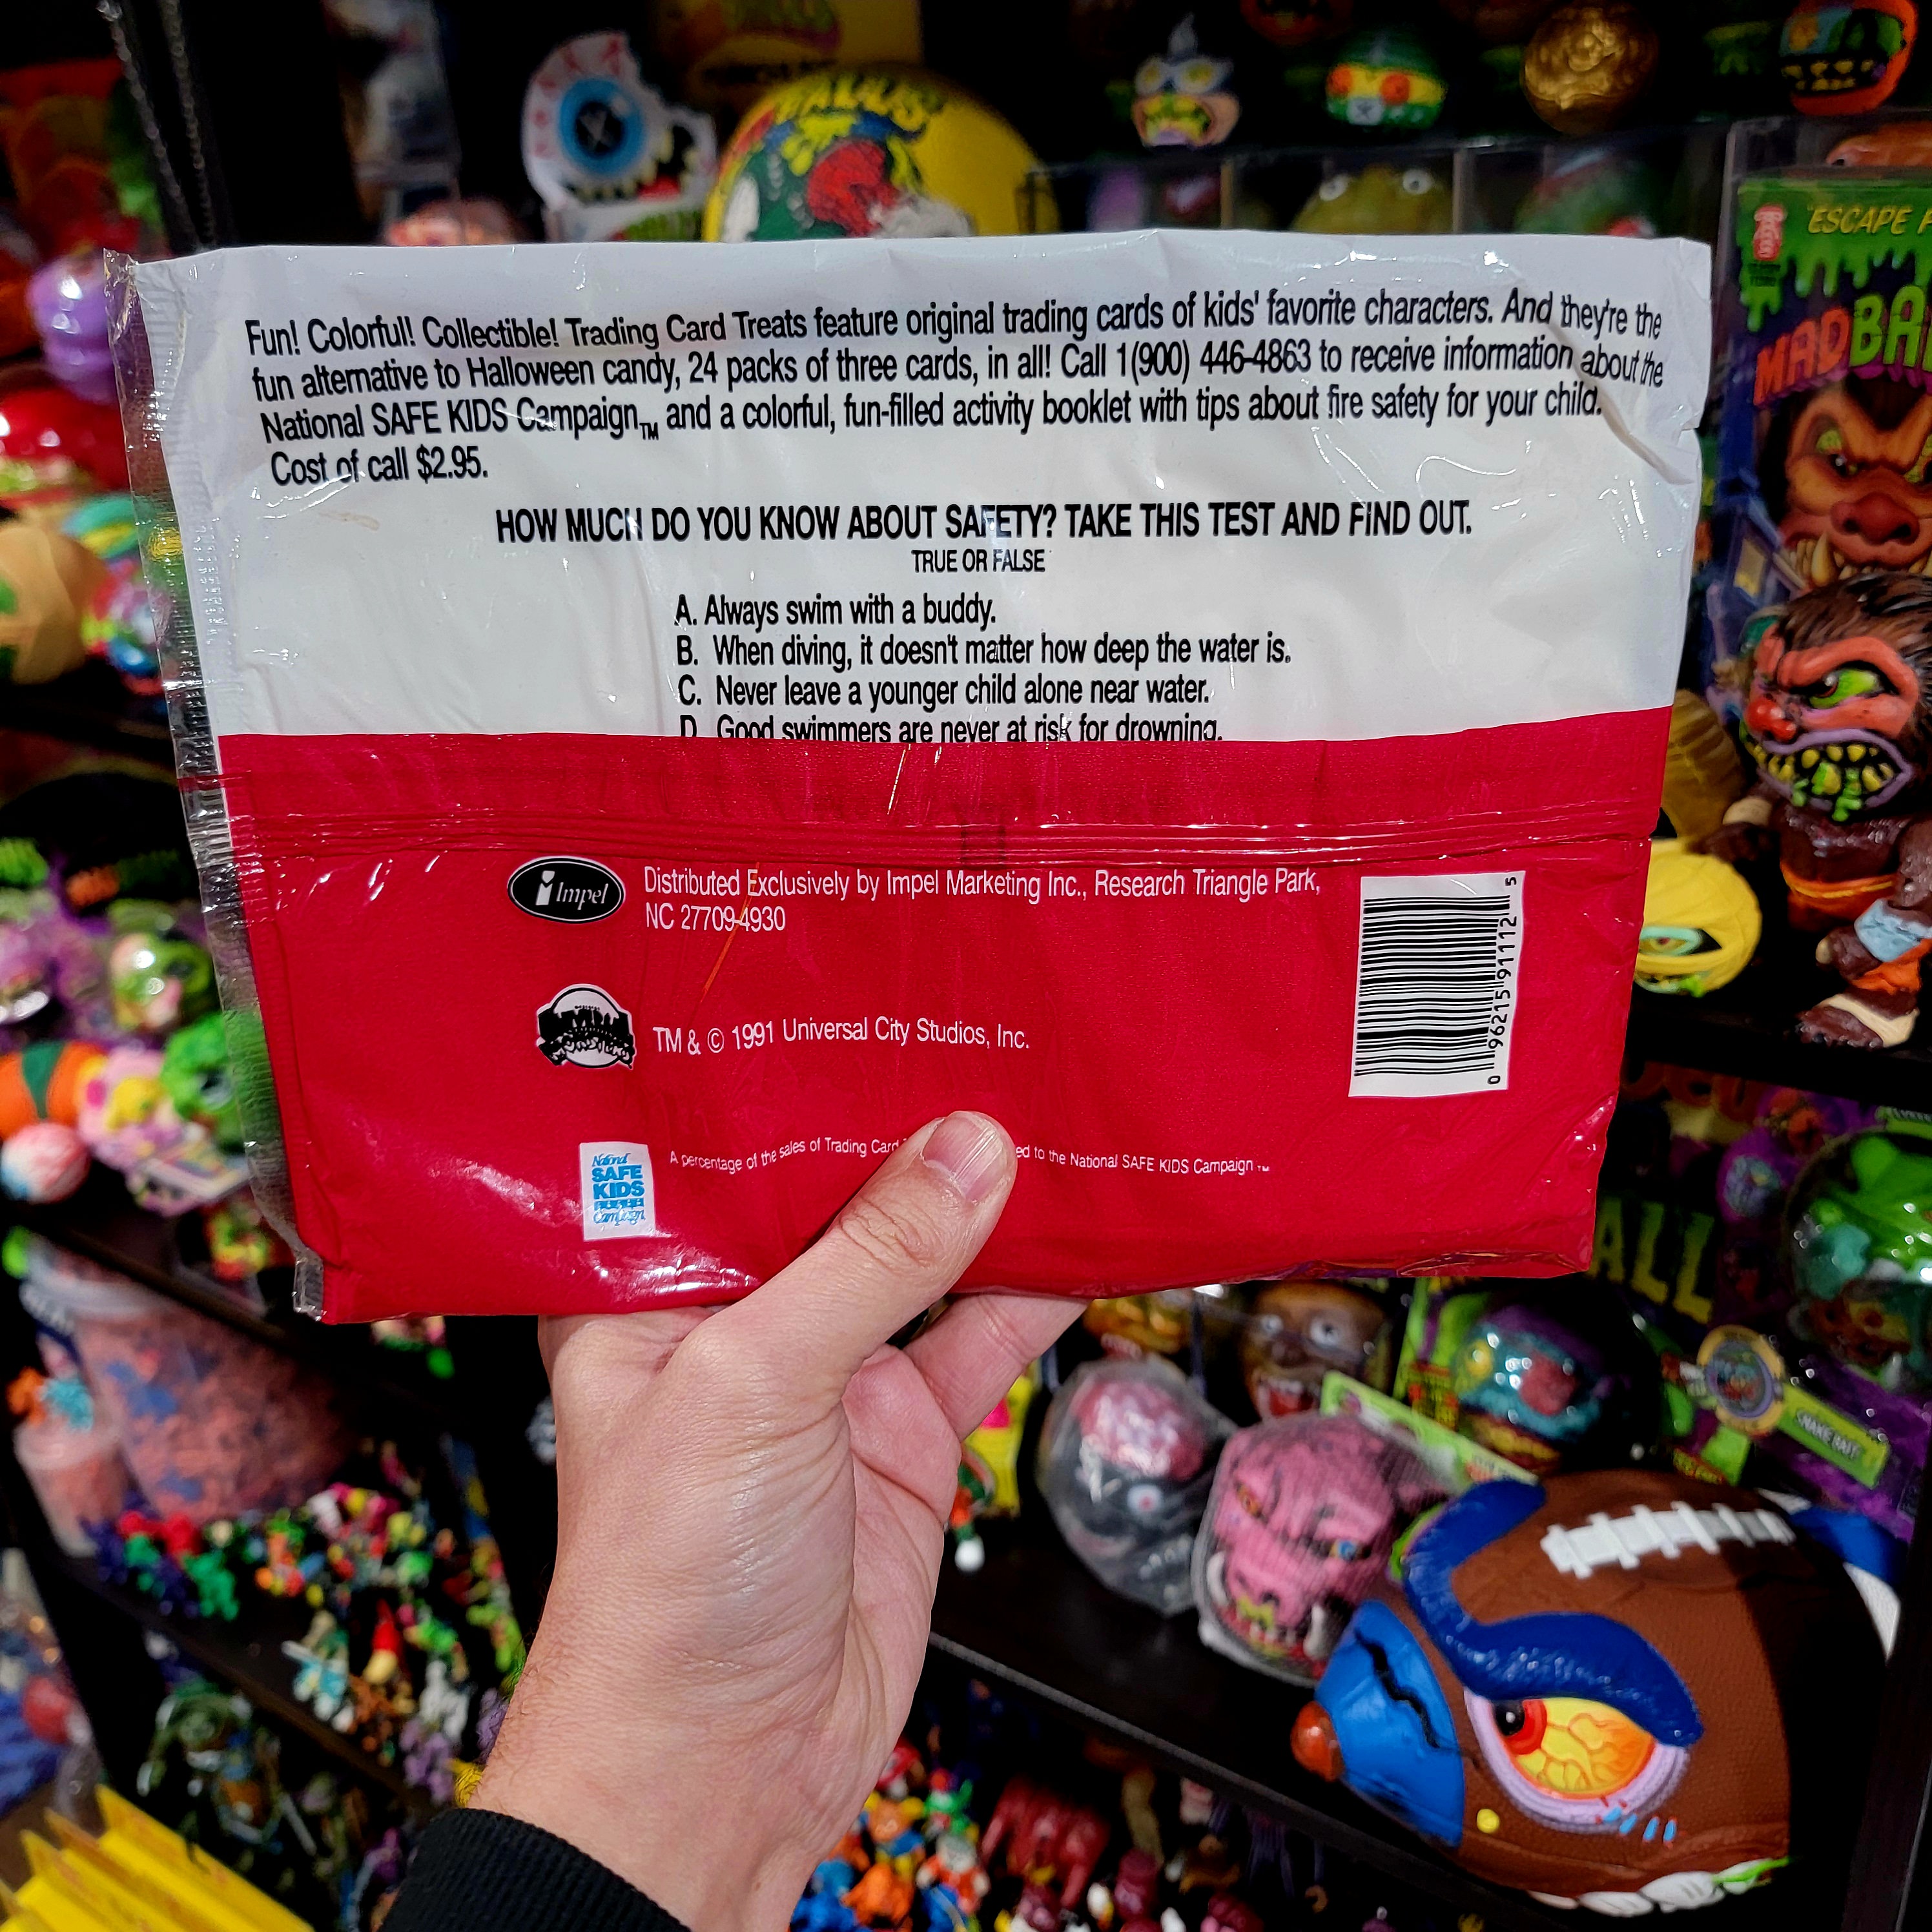 Fun! Colorful! Collectible! Trading Card Treats feature original trading cards of kids' favorite characters. And they're the
fun alternative to Halloween candy, 24 packs of three cards, in all! Call 1(900) 446-4863 to receive information about the
National SAFE KIDS Campaign™ and a colorful, fun-filled activity booklet with tips about fire safety for your child.
Cost of call $2.95.
HOW MUCH DO YOU KNOW ABOUT SAFETY? TAKE THIS TEST AND FIND OUT.
TRUE OR FALSE
A. Always swim with a buddy.
B. When diving, it doesn't matter how deep the water is.
C. Never leave a younger child alone near water.
D. Good swimmers are never at risk for drowning.
Impel
Distributed Exclusively by Impel Marketing Inc., Research Triangle Park,
NC 27709-4930
0 96215 91112 5
TM & © 1991 Universal City Studios, Inc.
National
SAFE
KIDS
Campaign
A percentage of the sales of Trading Card ed to the National SAFE KIDS Campaign™
"ESCAPE F
MADBA
ALL
SNAKE BAIT